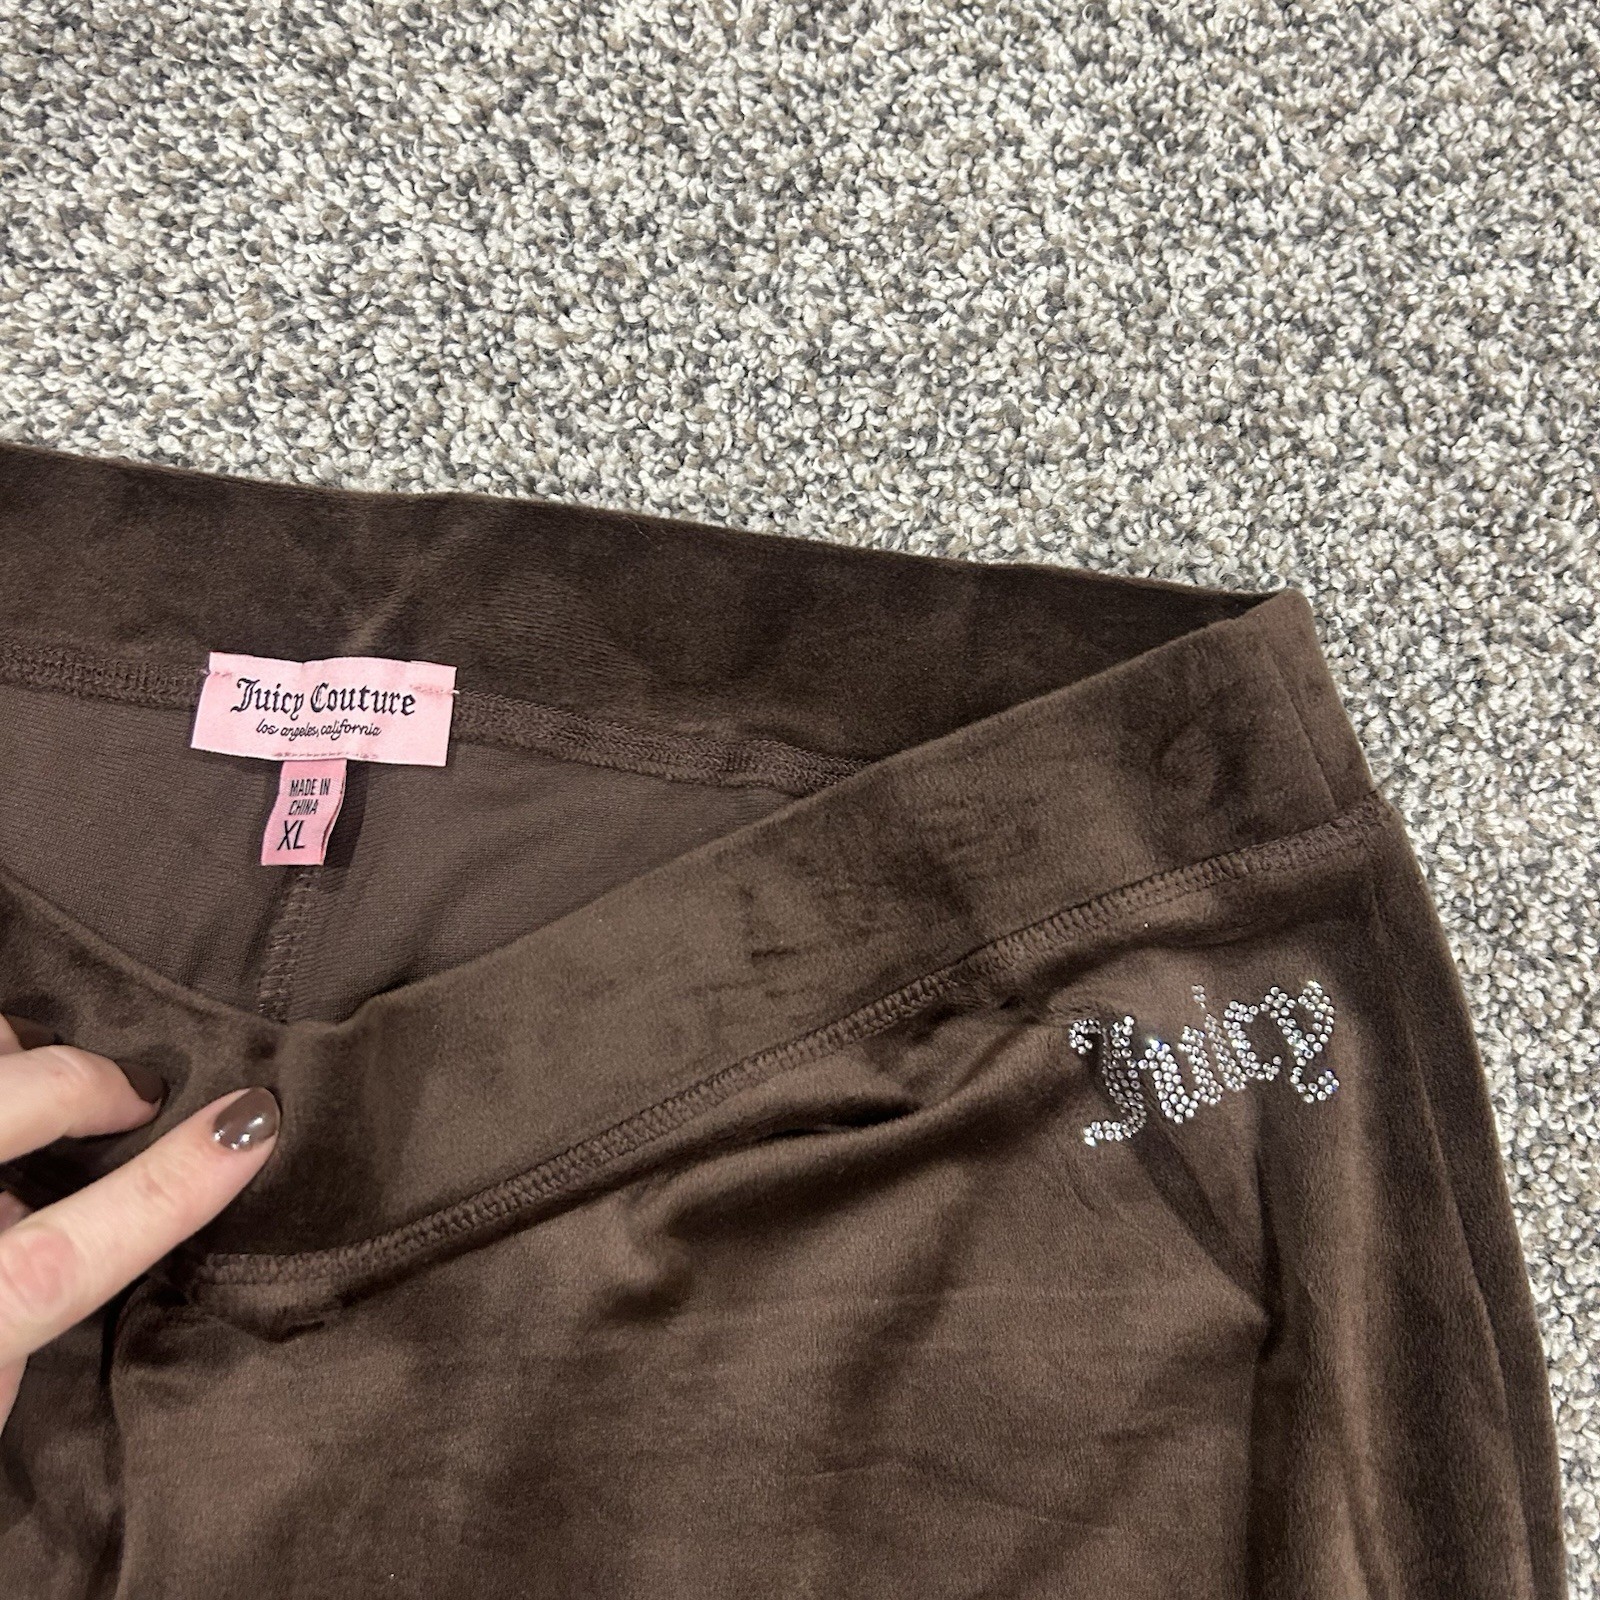 Juicy Couture
los angeles, california
MADE IN
CHINA
XL
Juicy